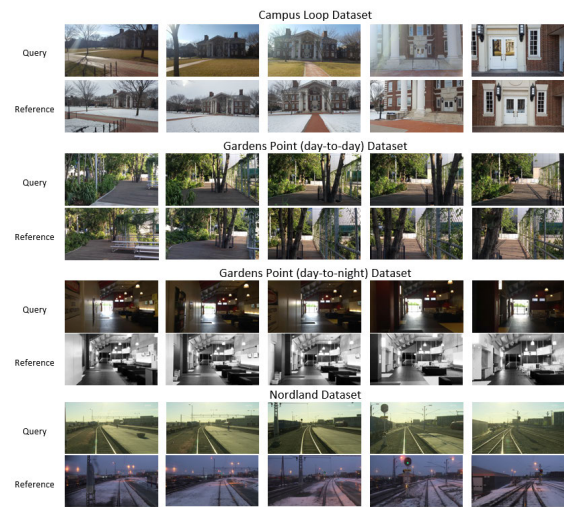 Campus Loop Dataset
Query
Reference
Gardens Point (day-to-day) Dataset
Query
Reference
Gardens Point (day-to-night) Dataset
Query
Reference
Nordland Dataset
Query
Reference